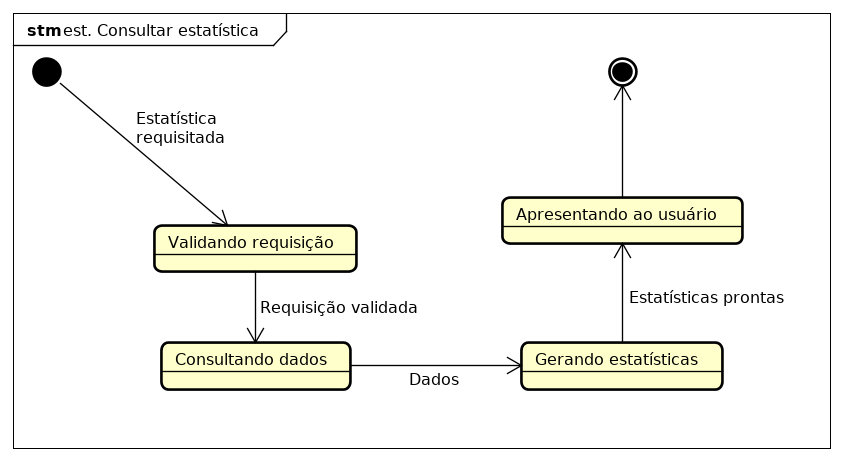 stm est. Consultar estatística
Estatística
requisitada
Validando requisição
Apresentando ao usuário
Requisição validada
Estatísticas prontas
Consultando dados
Gerando estatísticas
Dados